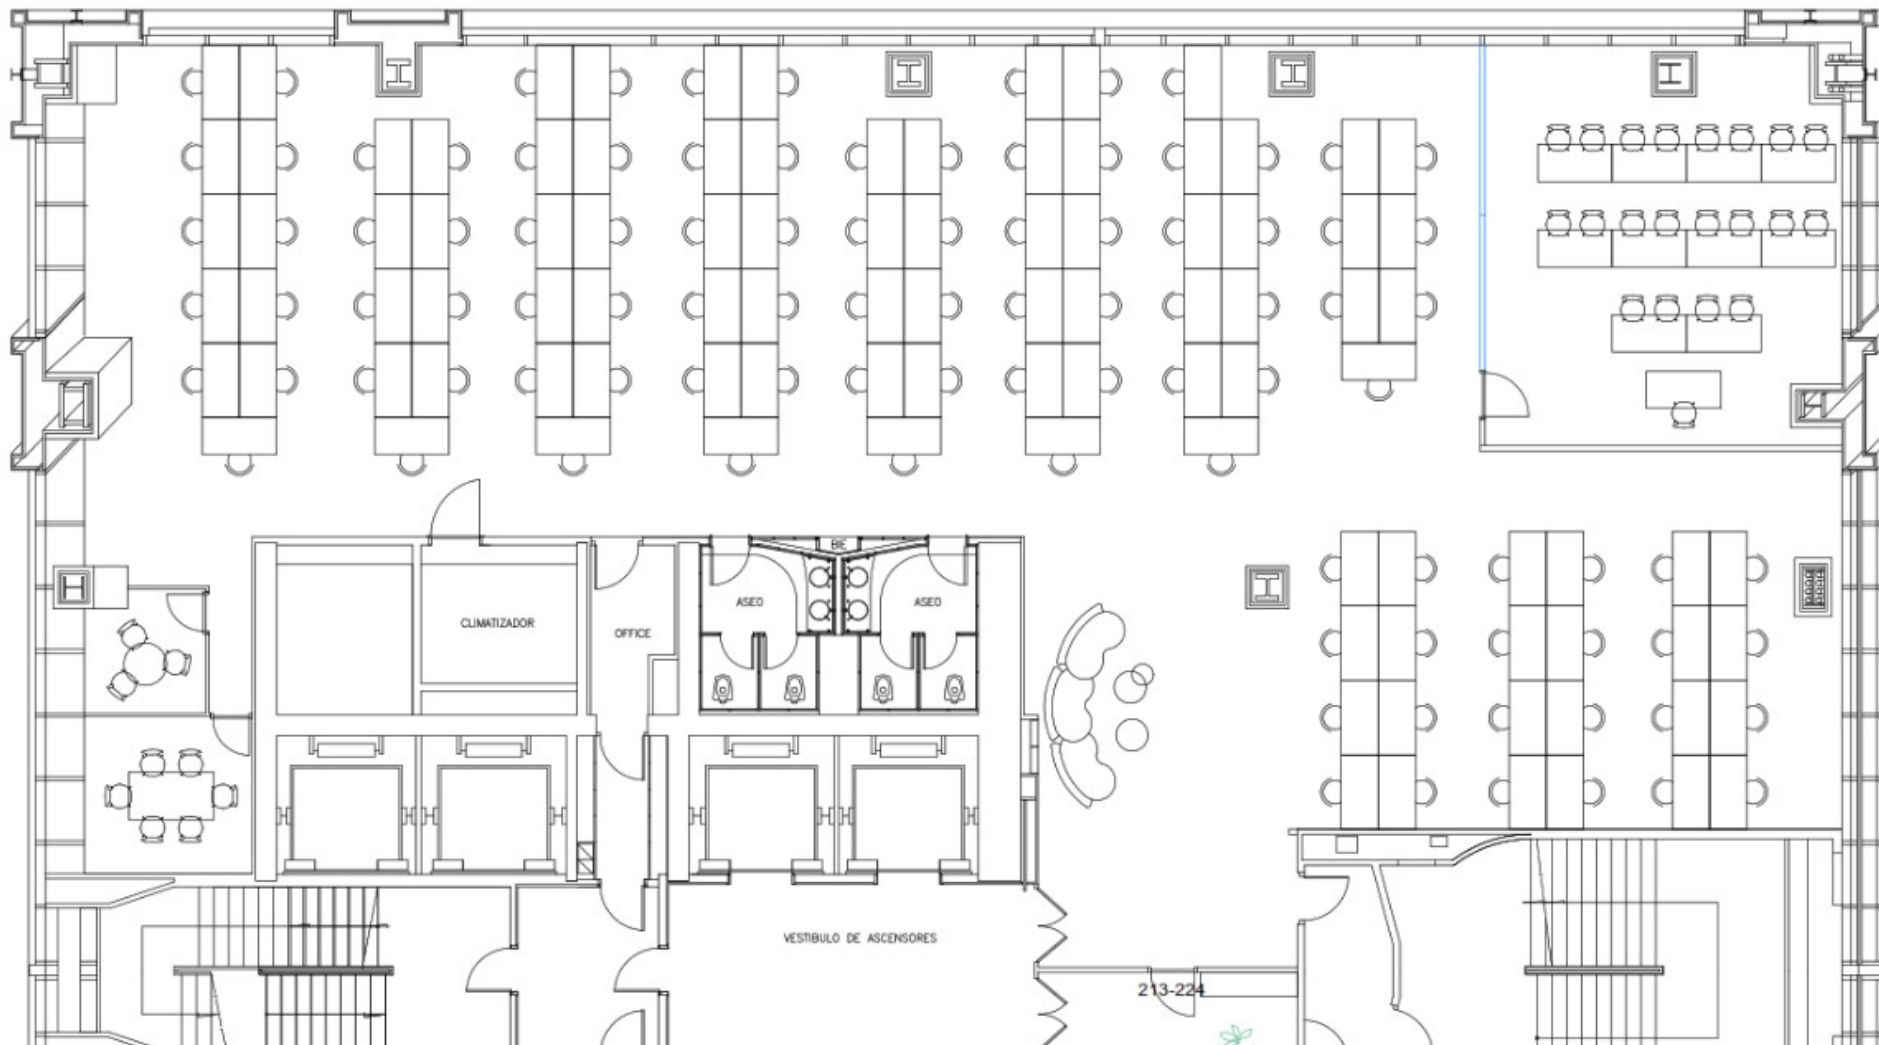 BIE
ASEO
ASEO
CLIMATIZADOR
OFFICE
VESTIBULO DE ASCENSORES
213-224